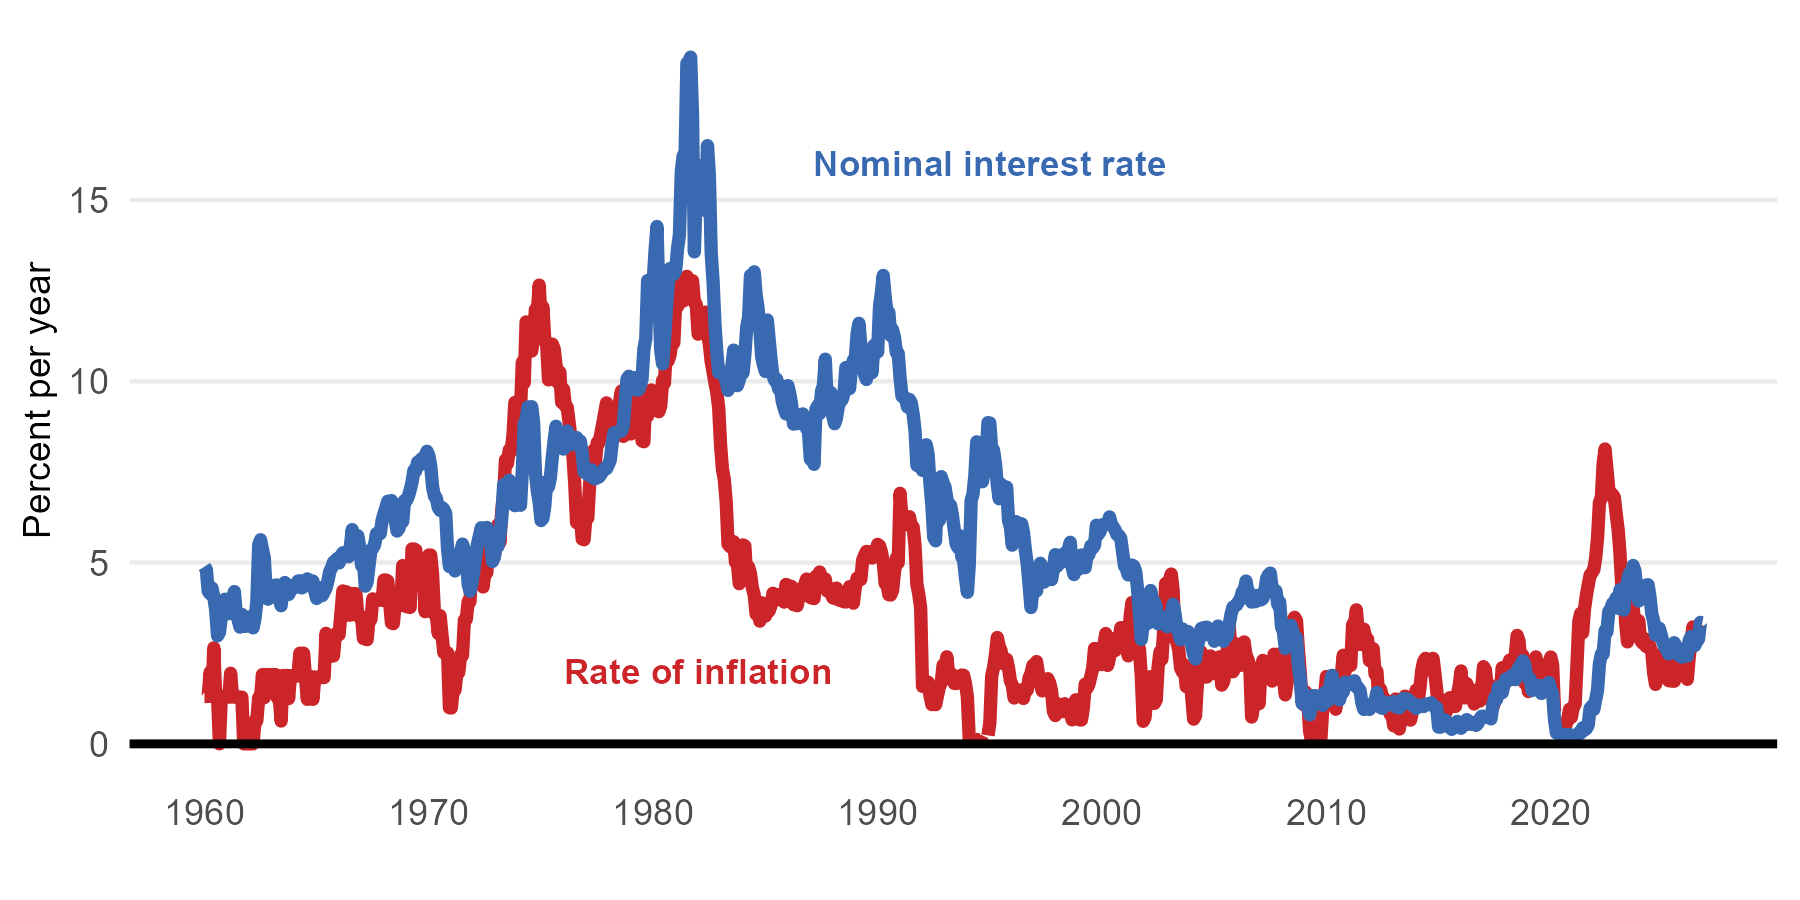 Nominal interest rate
15
10
Percent per year
5
Rate of inflation
0
1960 1970 1980 1990 2000 2010 2020